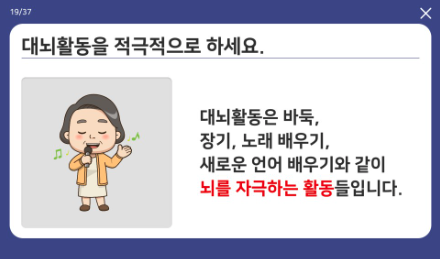 19/37
대뇌활동을 적극적으로 하세요.
대뇌활동은 바둑,
장기, 노래 배우기,
새로운 언어 배우기와 같이
뇌를 자극하는 활동들입니다.